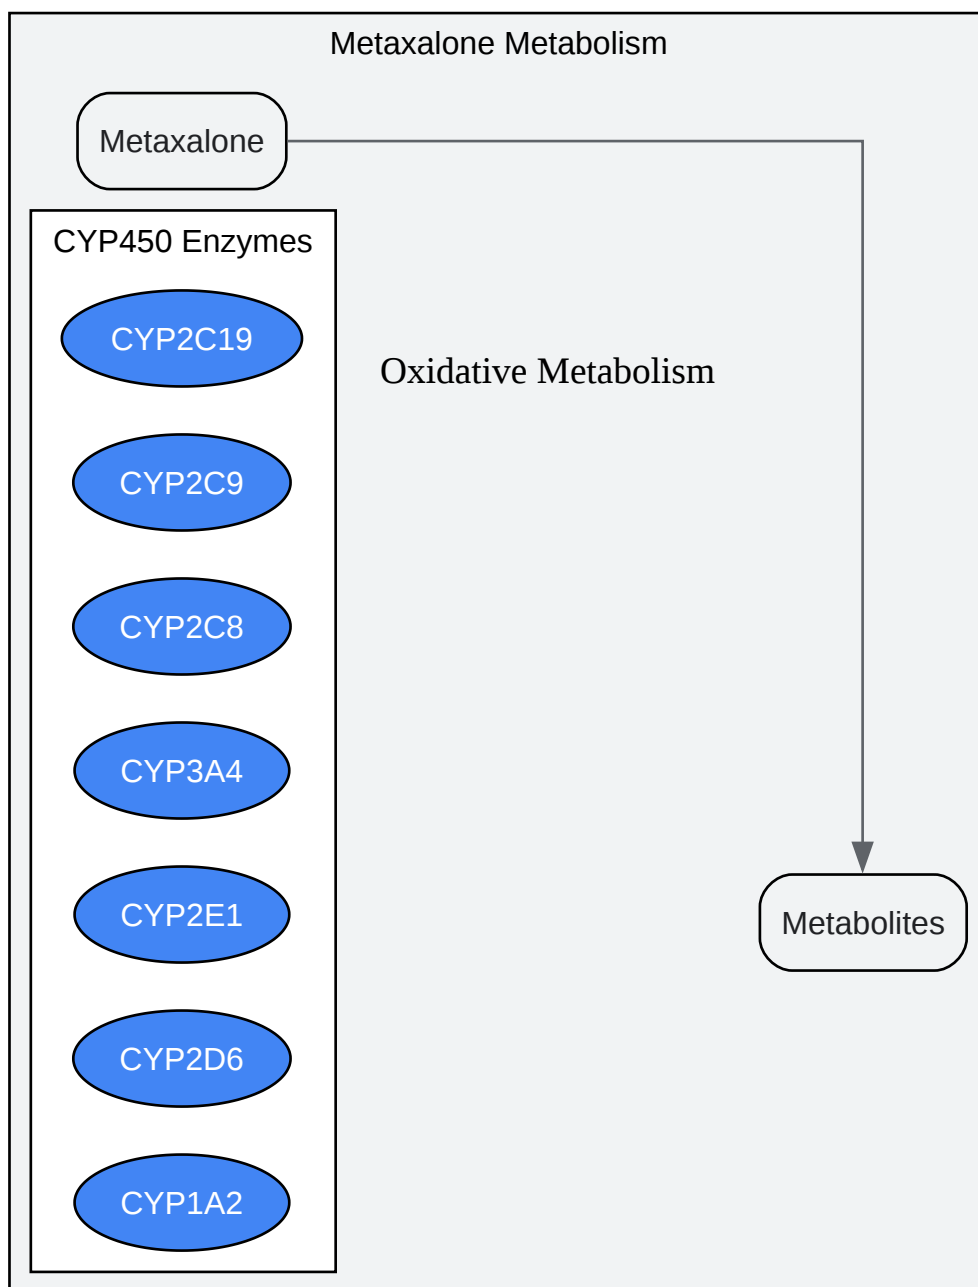 Metaxalone Metabolism
Metaxalone
CYP450 Enzymes
CYP2C19
Oxidative Metabolism
CYP2C9
CYP2C8
CYP3A4
CYP2E1
Metabolites
CYP2D6
CYP1A2